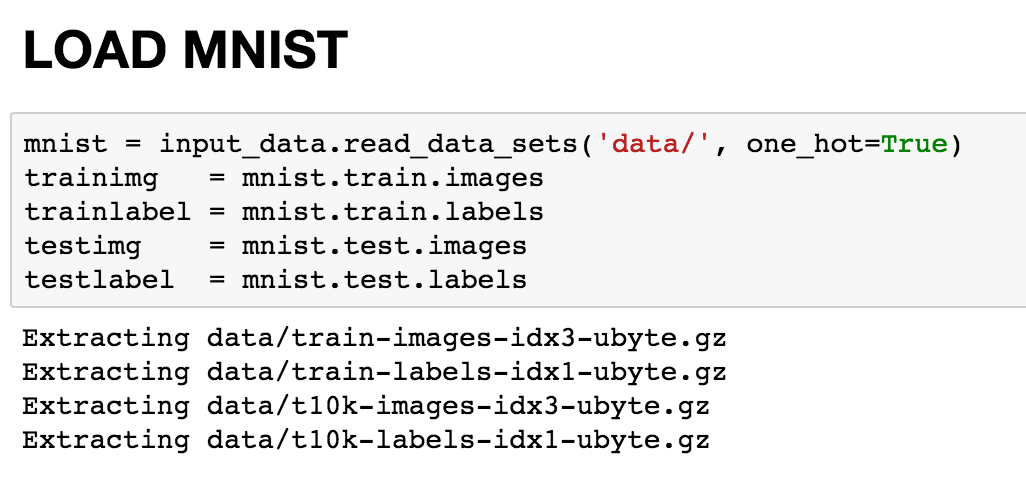 LOAD MNIST
mnist = input_data.read_data_sets('data/', one_hot=True)
trainimg   = mnist.train.images
trainlabel = mnist.train.labels
testimg    = mnist.test.images
testlabel  = mnist.test.labels
Extracting data/train-images-idx3-ubyte.gz
Extracting data/train-labels-idx1-ubyte.gz
Extracting data/t10k-images-idx3-ubyte.gz
Extracting data/t10k-labels-idx1-ubyte.gz